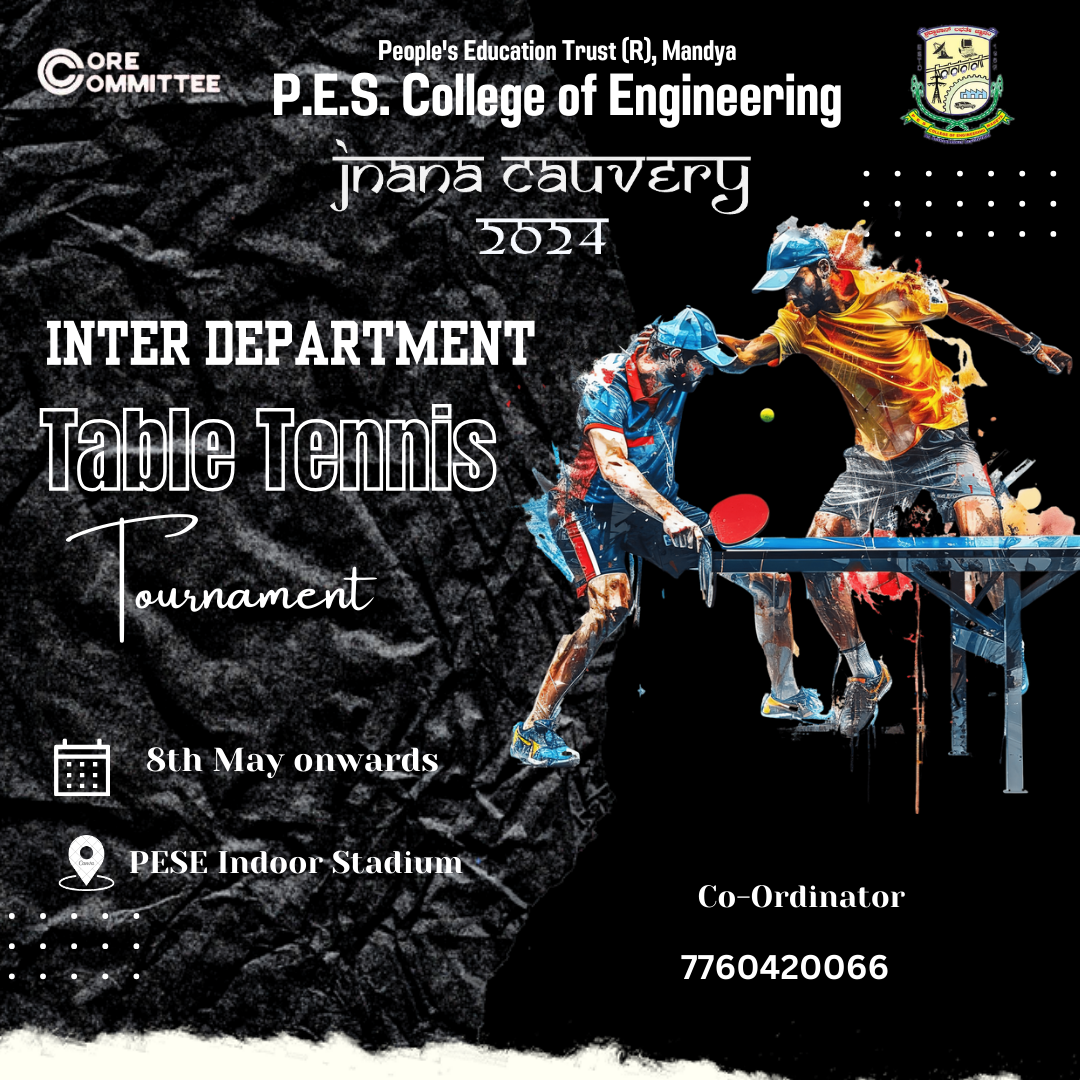 CORE
COMMITTEE
People's Education Trust (R), Mandya
P.E.S. College of Engineering
Jnana Cauvery
2024
INTER DEPARTMENT
Table Tennis
Tournament
8th May onwards
PESE Indoor Stadium
Co-Ordinator
7760420066